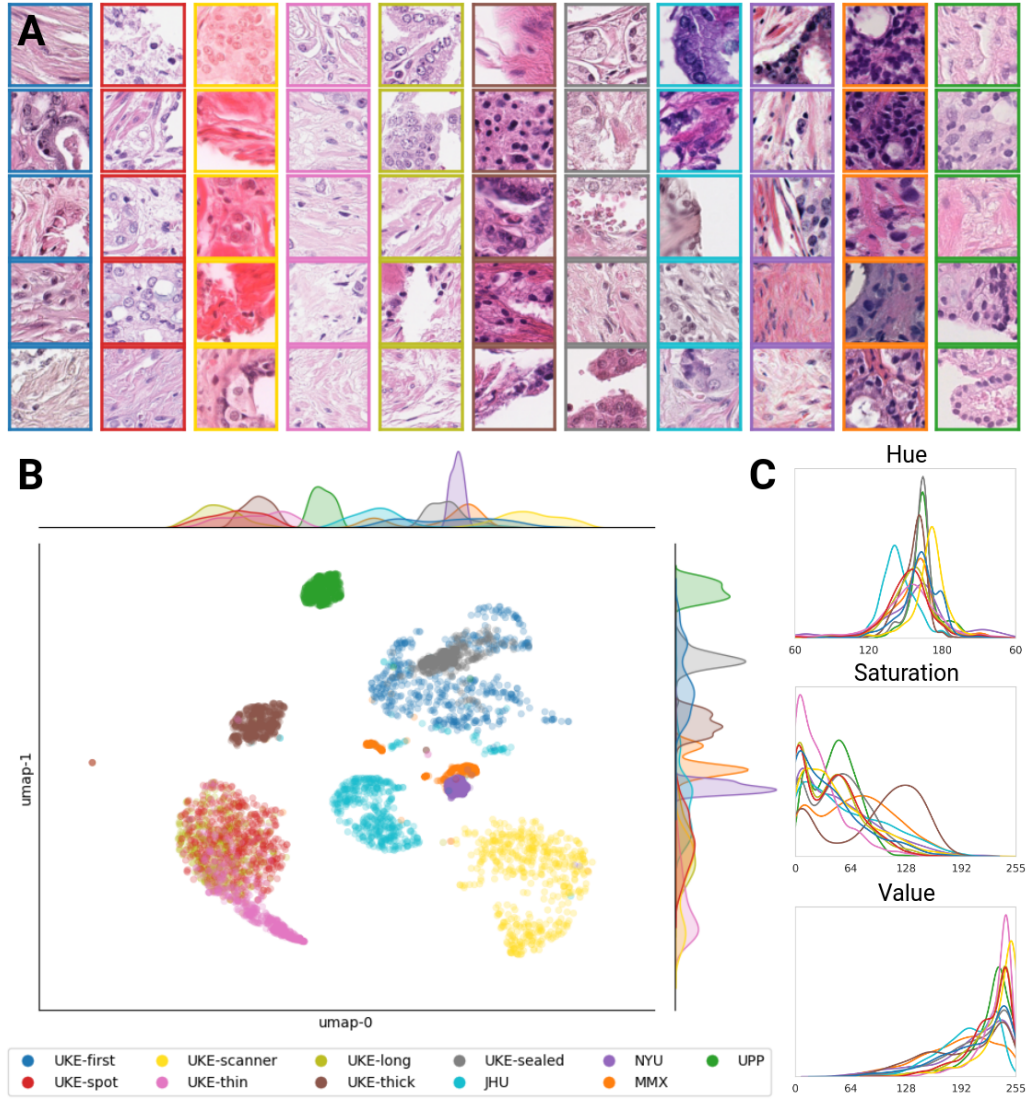 A
B
C
Hue
60 120 180 60
Saturation
0 64 128 192 255
Value
0 64 128 192 255
umap-1
umap-0
UKE-first UKE-scanner UKE-long UKE-sealed NYU UPP
UKE-spot UKE-thin UKE-thick JHU MMX